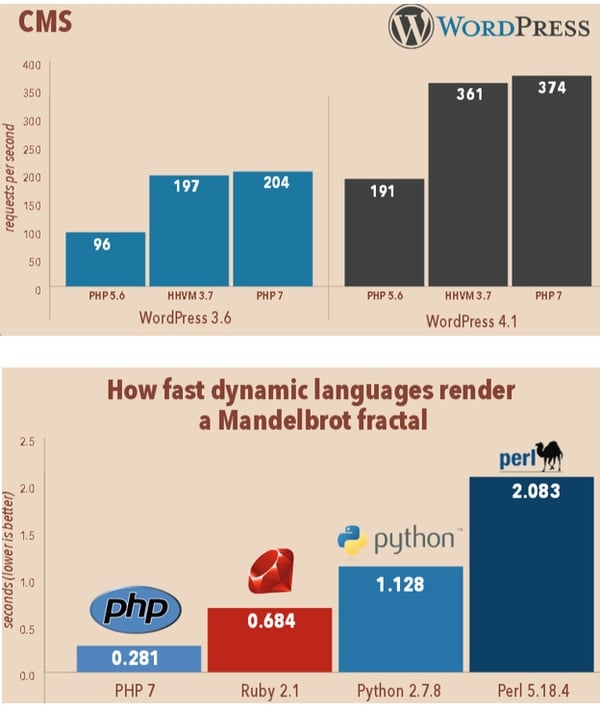 CMS
WORDPRESS
requests per second
400
350
300
250
200
150
100
50
0
96
197
204
191
361
374
PHP 5.6
HHVM 3.7
PHP 7
PHP 5.6
HHVM 3.7
PHP 7
WordPress 3.6
WordPress 4.1
How fast dynamic languages render
a Mandelbrot fractal
seconds (lower is better)
2.5
2.0
1.5
1.0
0.5
0.0
php
python™
perl
0.281
0.684
1.128
2.083
PHP 7
Ruby 2.1
Python 2.7.8
Perl 5.18.4